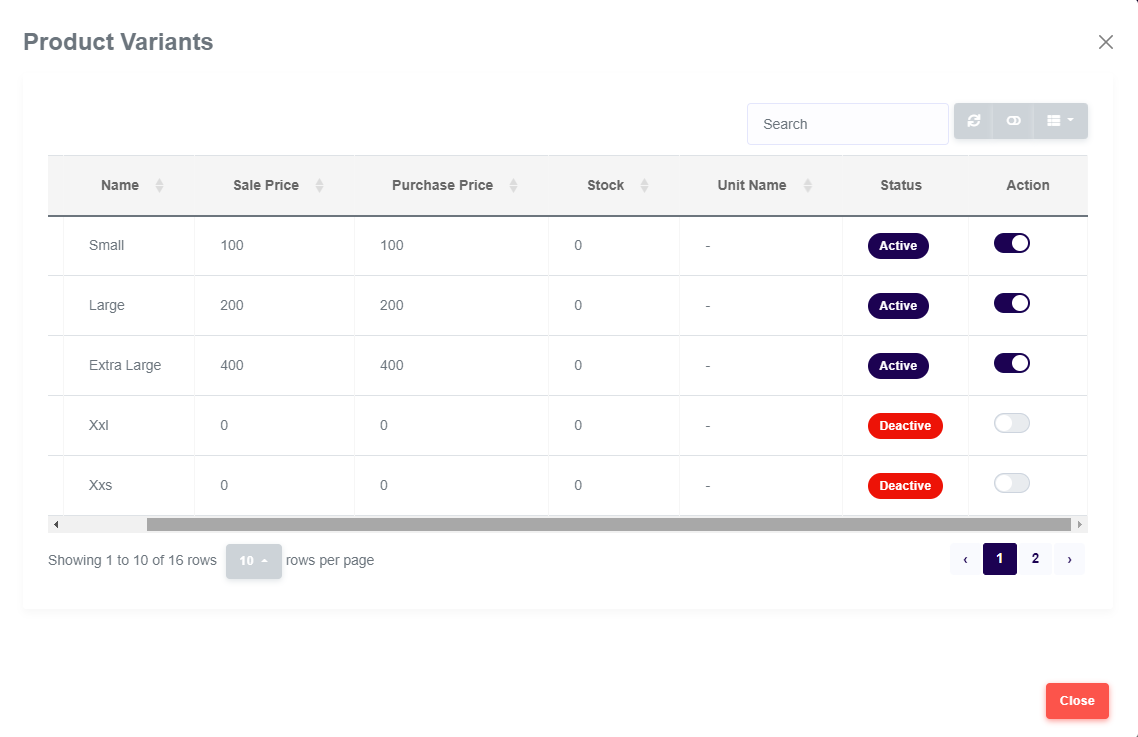 Product Variants
Search
Name Sale Price Purchase Price Stock Unit Name Status Action
Small 100 100 0 - Active
Large 200 200 0 - Active
Extra Large 400 400 0 - Active
Xxl 0 0 0 - Deactive
Xxs 0 0 0 - Deactive
Showing 1 to 10 of 16 rows 10 rows per page ‹ 1 2 ›
Close